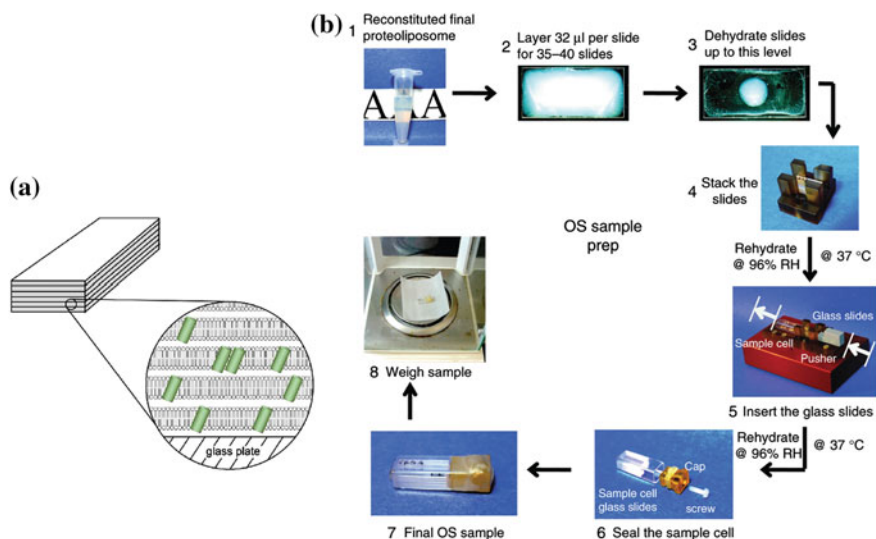 (a)
glass plate
(b)
1 Reconstituted final
proteoliposome
A A A
2 Layer 32 μl per slide
for 35–40 slides
3 Dehydrate slides
up to this level
4 Stack the
slides
OS sample
prep
Rehydrate @ 37 °C
@ 96% RH
Glass slides
Sample cell
Pusher
5 Insert the glass slides
Rehydrate @ 37 °C
@ 96% RH
Cap
Sample cell
glass slides
screw
6 Seal the sample cell
7 Final OS sample
8 Weigh sample